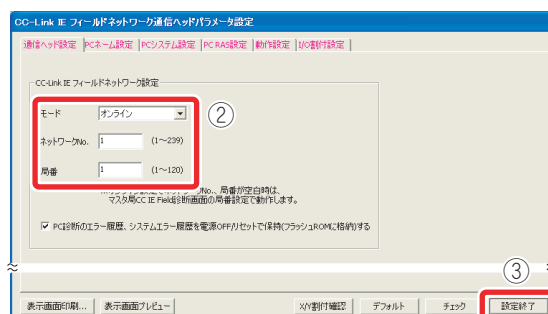 CC-Link IE フィールドネットワーク通信ヘッドパラメータ設定
通信ヘッド設定 PCネーム設定 PCシステム設定 PC RAS設定 動作設定 I/O割付設定
CC-Link IE フィールドネットワーク設定
モード オンライン
②
ネットワークNo. 1 (1~239)
局番 1 (1~120)
No.、局番が空白時は、
マスタ局CC IE Field診断画面の局番設定で動作します。
PC診断のエラー履歴、システムエラー履歴を電源OFF/リセットで保持(フラッシュROMに格納)する
③
表示画面印刷... 表示画面プレビュー X/Y割付確認 デフォルト チェック 設定終了